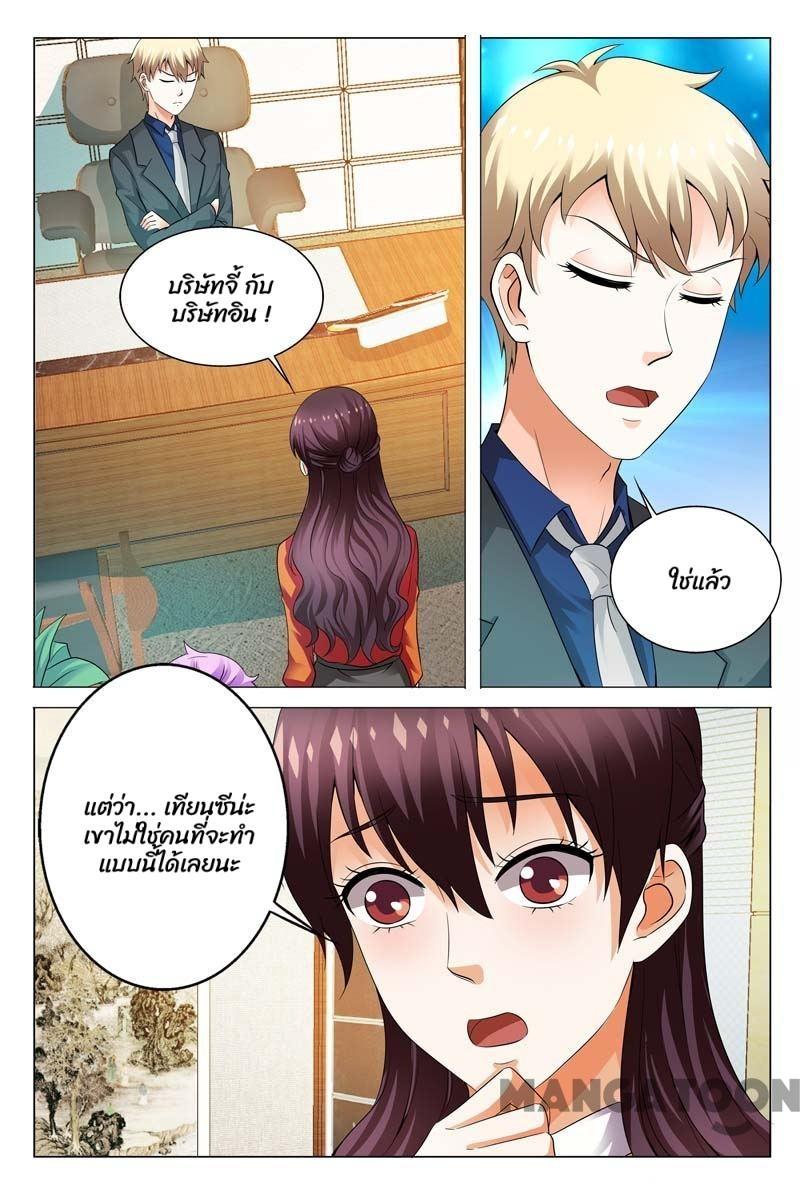 บริษัทจี้ กับ
บริษัทอิน !
ใช่แล้ว
แต่ว่า... เทียนซีน่ะ
เขาไม่ใช่คนที่จะทำ
แบบนี้ได้เลยนะ
MANGATOON